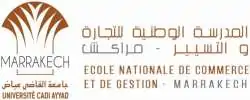 MARRAKECH
جامعة القاضي عياض
UNIVERSITÉ CADI AYYAD
المدرسة الوطنية للتجارة
و التسيير - مراكش
ECOLE NATIONALE DE COMMERCE
ET DE GESTION - MARRAKECH